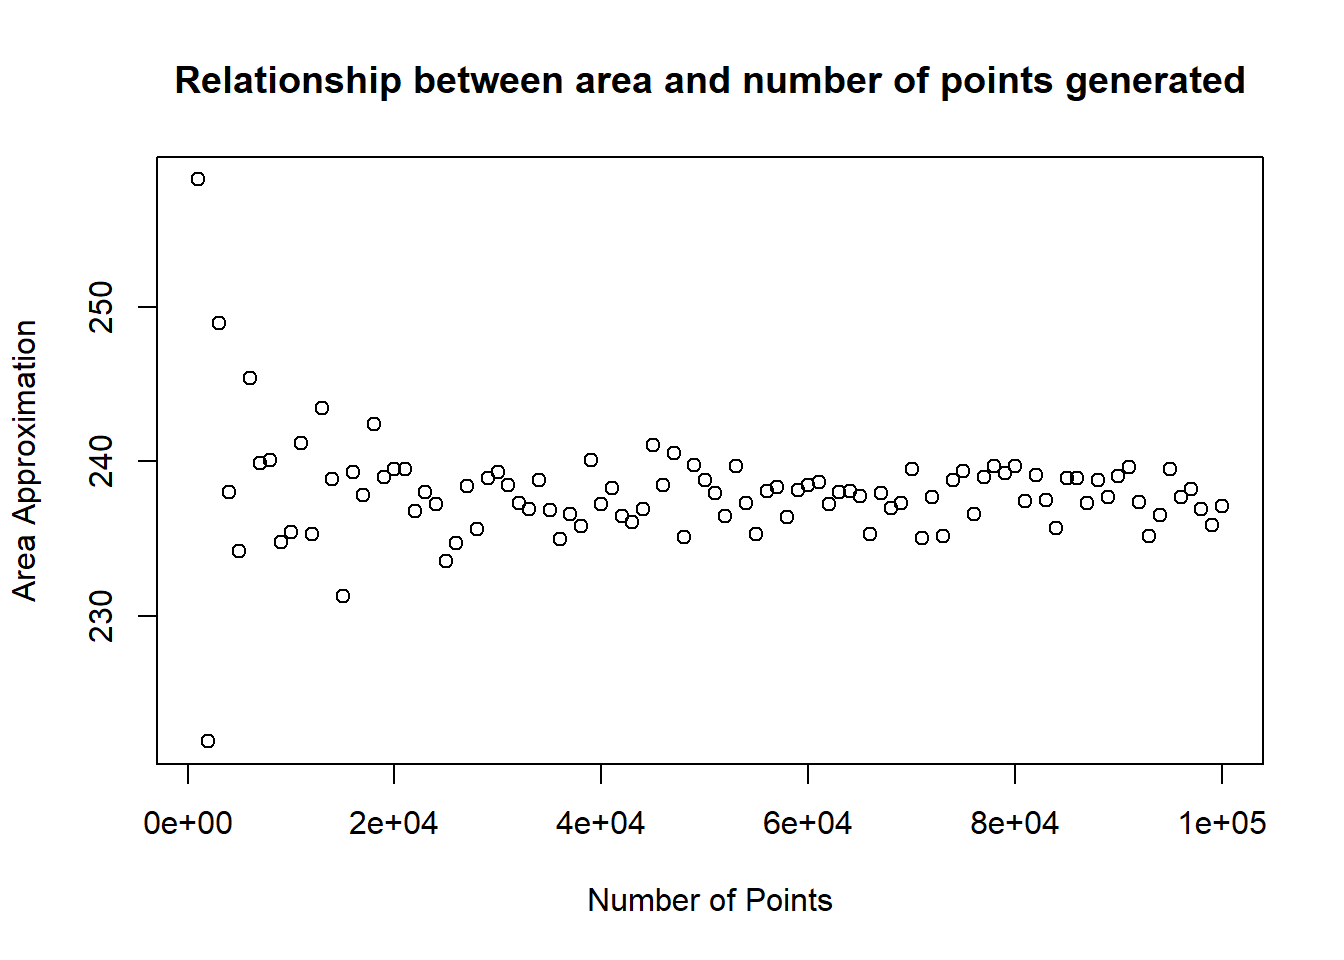 Relationship between area and number of points generated
Area Approximation
250
240
230
0e+00 2e+04 4e+04 6e+04 8e+04 1e+05
Number of Points